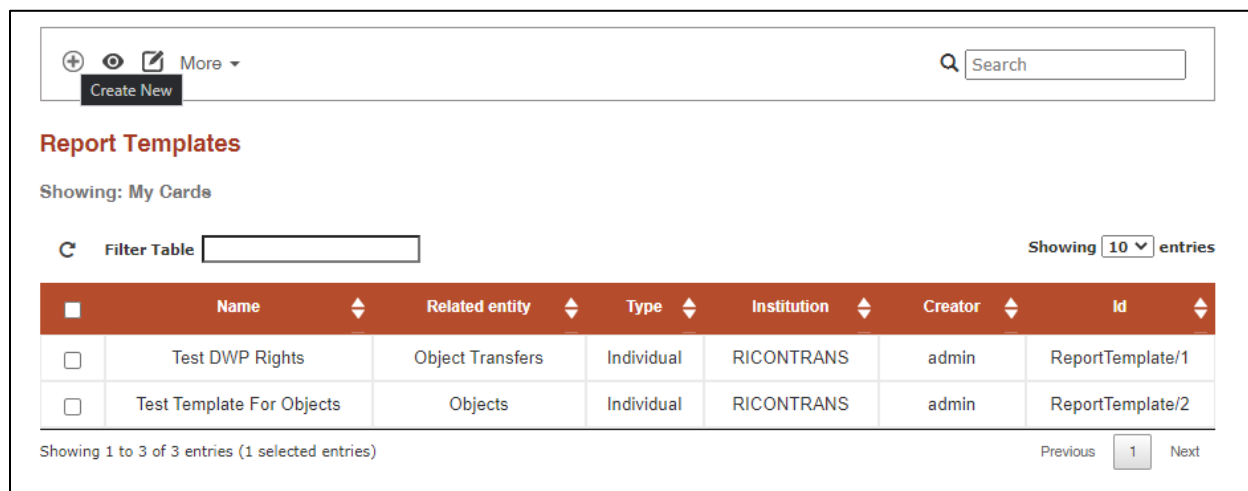 More
Search
Create New
Report Templates
Showing: My Cards
Filter Table
Showing 10 entries
Name Related entity Type Institution Creator Id
Test DWP Rights Object Transfers Individual RICONTRANS admin ReportTemplate/1
Test Template For Objects Objects Individual RICONTRANS admin ReportTemplate/2
Showing 1 to 3 of 3 entries (1 selected entries) Previous 1 Next